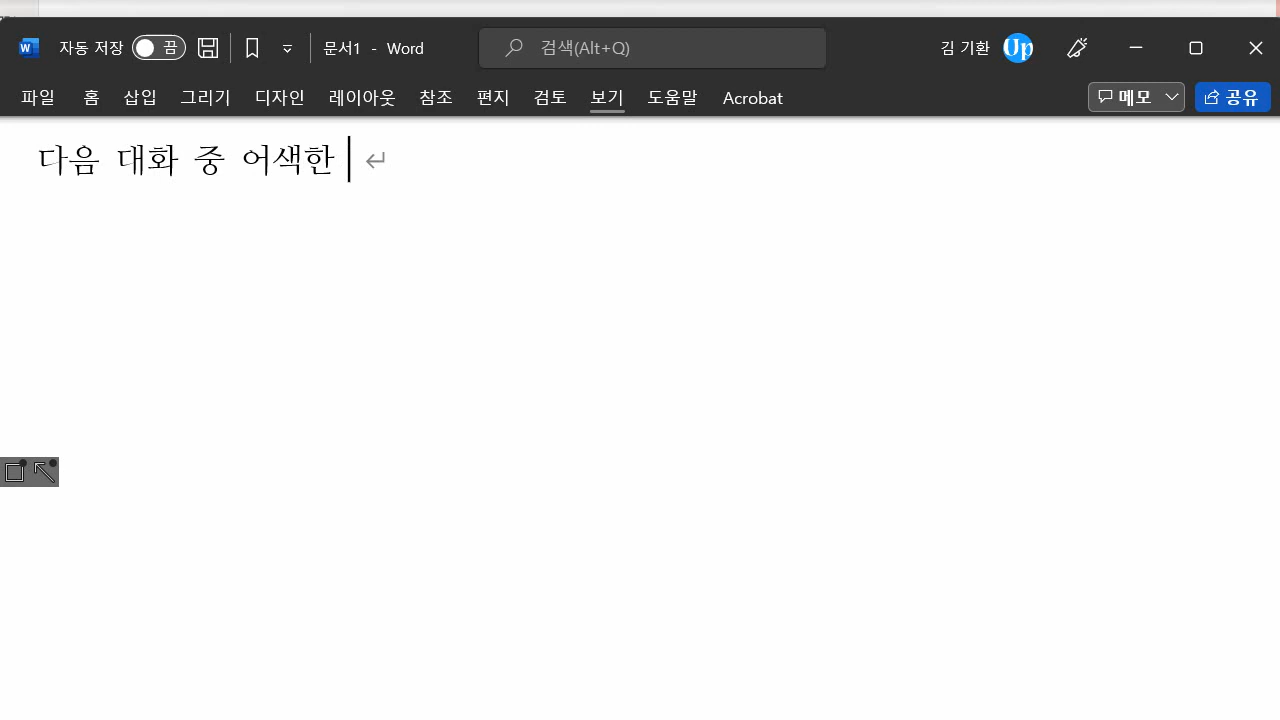 자동 저장 끔 문서1 - Word 검색(Alt+Q) 김 기환 Up
파일 홈 삽입 그리기 디자인 레이아웃 참조 편지 검토 보기 도움말 Acrobat 메모 공유
다음 대화 중 어색한